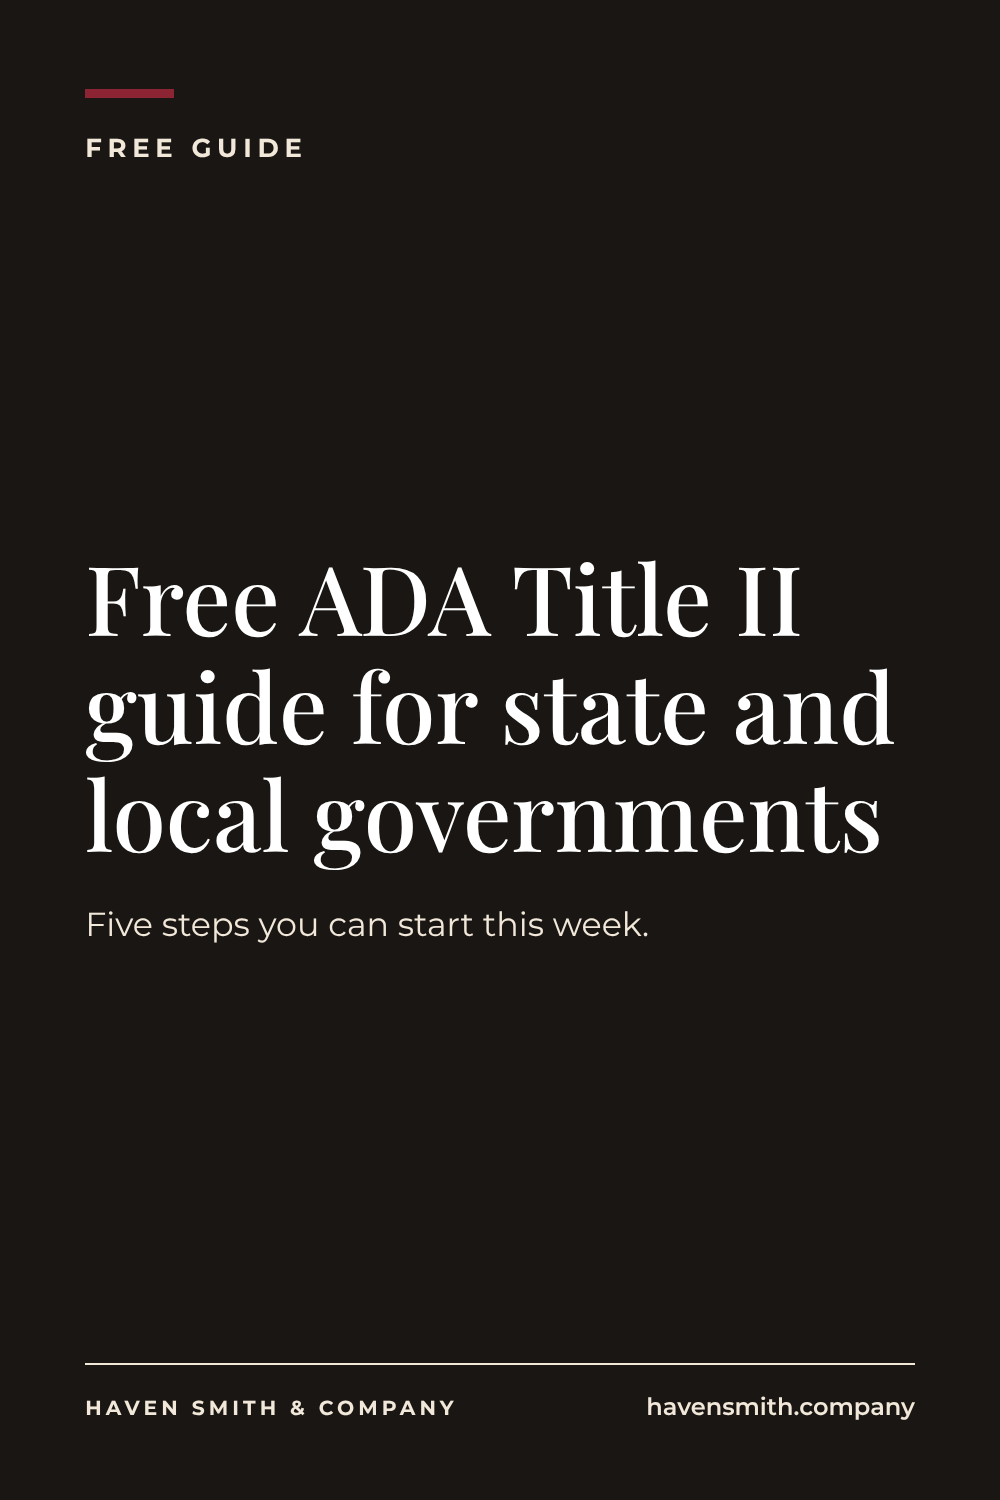 FREE GUIDE
Free ADA Title II
guide for state and
local governments
Five steps you can start this week.
HAVEN SMITH & COMPANY
havensmith.company